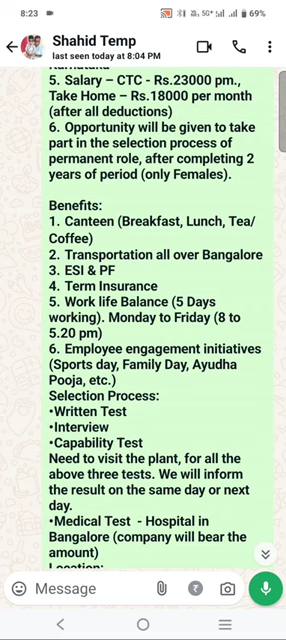 8:23
5G+
69%
Shahid Temp
last seen today at 8:04 PM
Karnataka
5. Salary – CTC - Rs.23000 pm.,
Take Home – Rs.18000 per month
(after all deductions)
6. Opportunity will be given to take
part in the selection process of
permanent role, after completing 2
years of period (only Females).
Benefits:
1. Canteen (Breakfast, Lunch, Tea/
Coffee)
2. Transportation all over Bangalore
3. ESI & PF
4. Term Insurance
5. Work life Balance (5 Days
working). Monday to Friday (8 to
5.20 pm)
6. Employee engagement initiatives
(Sports day, Family Day, Ayudha
Pooja, etc.)
Selection Process:
•Written Test
•Interview
•Capability Test
Need to visit the plant, for all the
above three tests. We will inform
the result on the same day or next
day.
•Medical Test  - Hospital in
Bangalore (company will bear the
amount)
Location:
Message